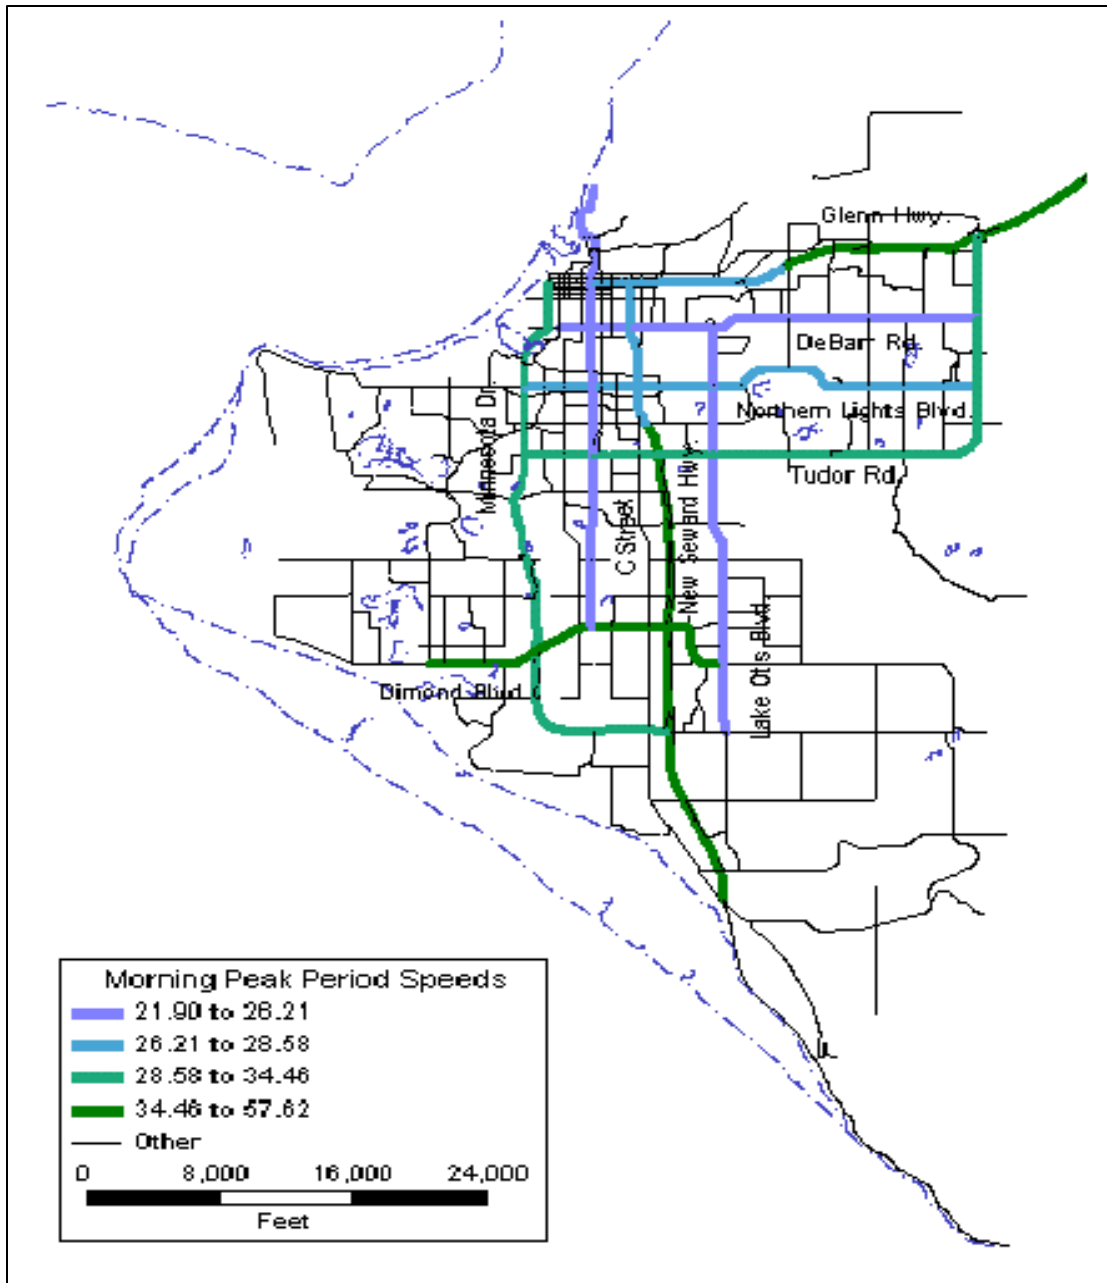 Glenn Hwy.
DeBarr Rd.
Northern Lights Blvd.
Tudor Rd.
Minnesota Dr.
C Street
New Seward Hwy.
Lake Otis Blvd.
Dimond Blvd.
Morning Peak Period Speeds
21.90 to 26.21
26.21 to 28.58
28.58 to 34.46
34.46 to 57.62
Other
0 8,000 16,000 24,000
Feet